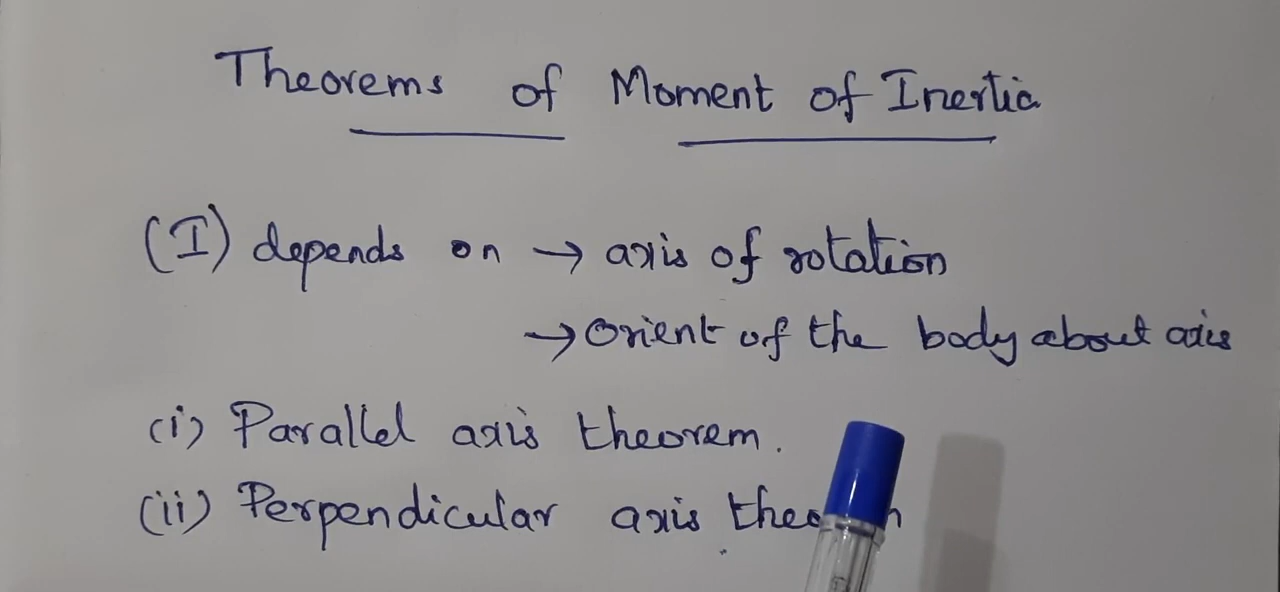 Theorems of Moment of Inertia
(I) depends on → axis of rotation
→ Orient of the body about axis
(i) Parallel axis theorem.
(ii) Perpendicular axis